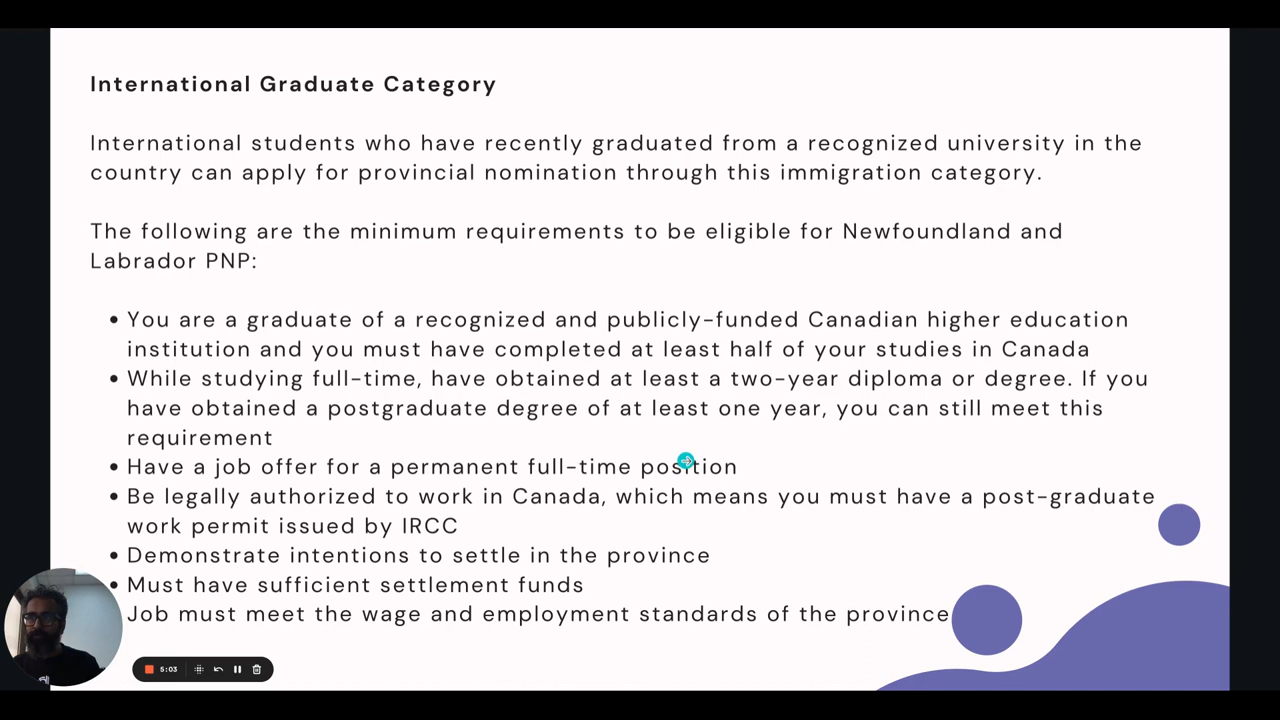 International Graduate Category
International students who have recently graduated from a recognized university in the
country can apply for provincial nomination through this immigration category.
The following are the minimum requirements to be eligible for Newfoundland and
Labrador PNP:
• You are a graduate of a recognized and publicly-funded Canadian higher education
institution and you must have completed at least half of your studies in Canada
• While studying full-time, have obtained at least a two-year diploma or degree. If you
have obtained a postgraduate degree of at least one year, you can still meet this
requirement
• Have a job offer for a permanent full-time position
• Be legally authorized to work in Canada, which means you must have a post-graduate
work permit issued by IRCC
• Demonstrate intentions to settle in the province
• Must have sufficient settlement funds
Job must meet the wage and employment standards of the province
5:03